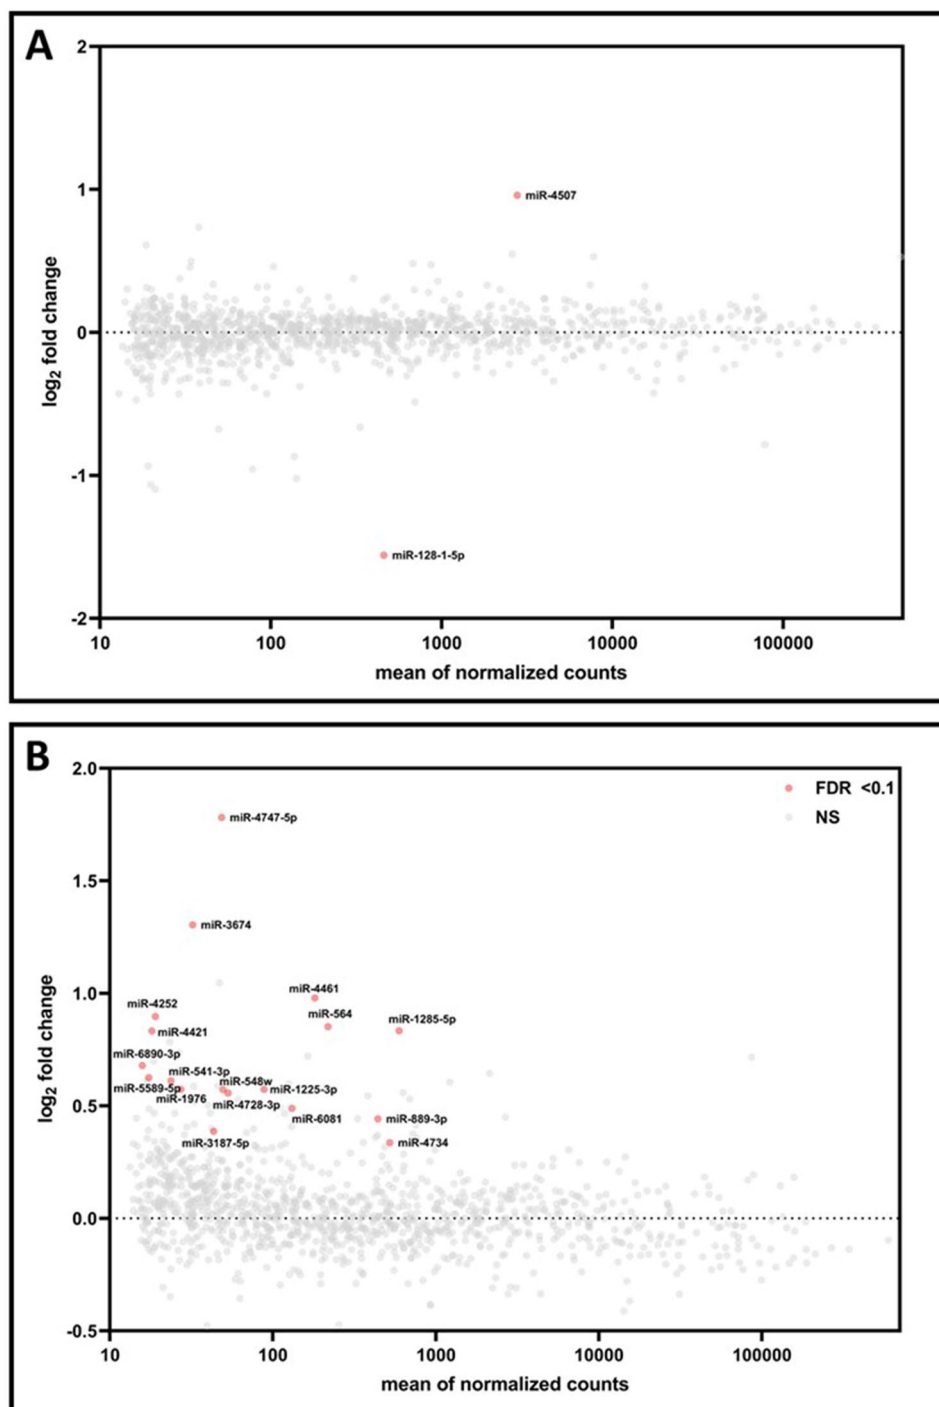 A
2
1
0
-1
-2
log2 fold change
miR-4507
miR-128-1-5p
10 100 1000 10000 100000
mean of normalized counts
B
2.0
1.5
1.0
0.5
0.0
-0.5
log2 fold change
FDR <0.1
NS
miR-4747-5p
miR-3674
miR-4461
miR-4252
miR-564
miR-1285-5p
miR-4421
miR-6890-3p
miR-541-3p
miR-548w
miR-5589-5p
miR-1225-3p
miR-1976
miR-4728-3p
miR-6081
miR-889-3p
miR-3187-5p
miR-4734
10 100 1000 10000 100000
mean of normalized counts